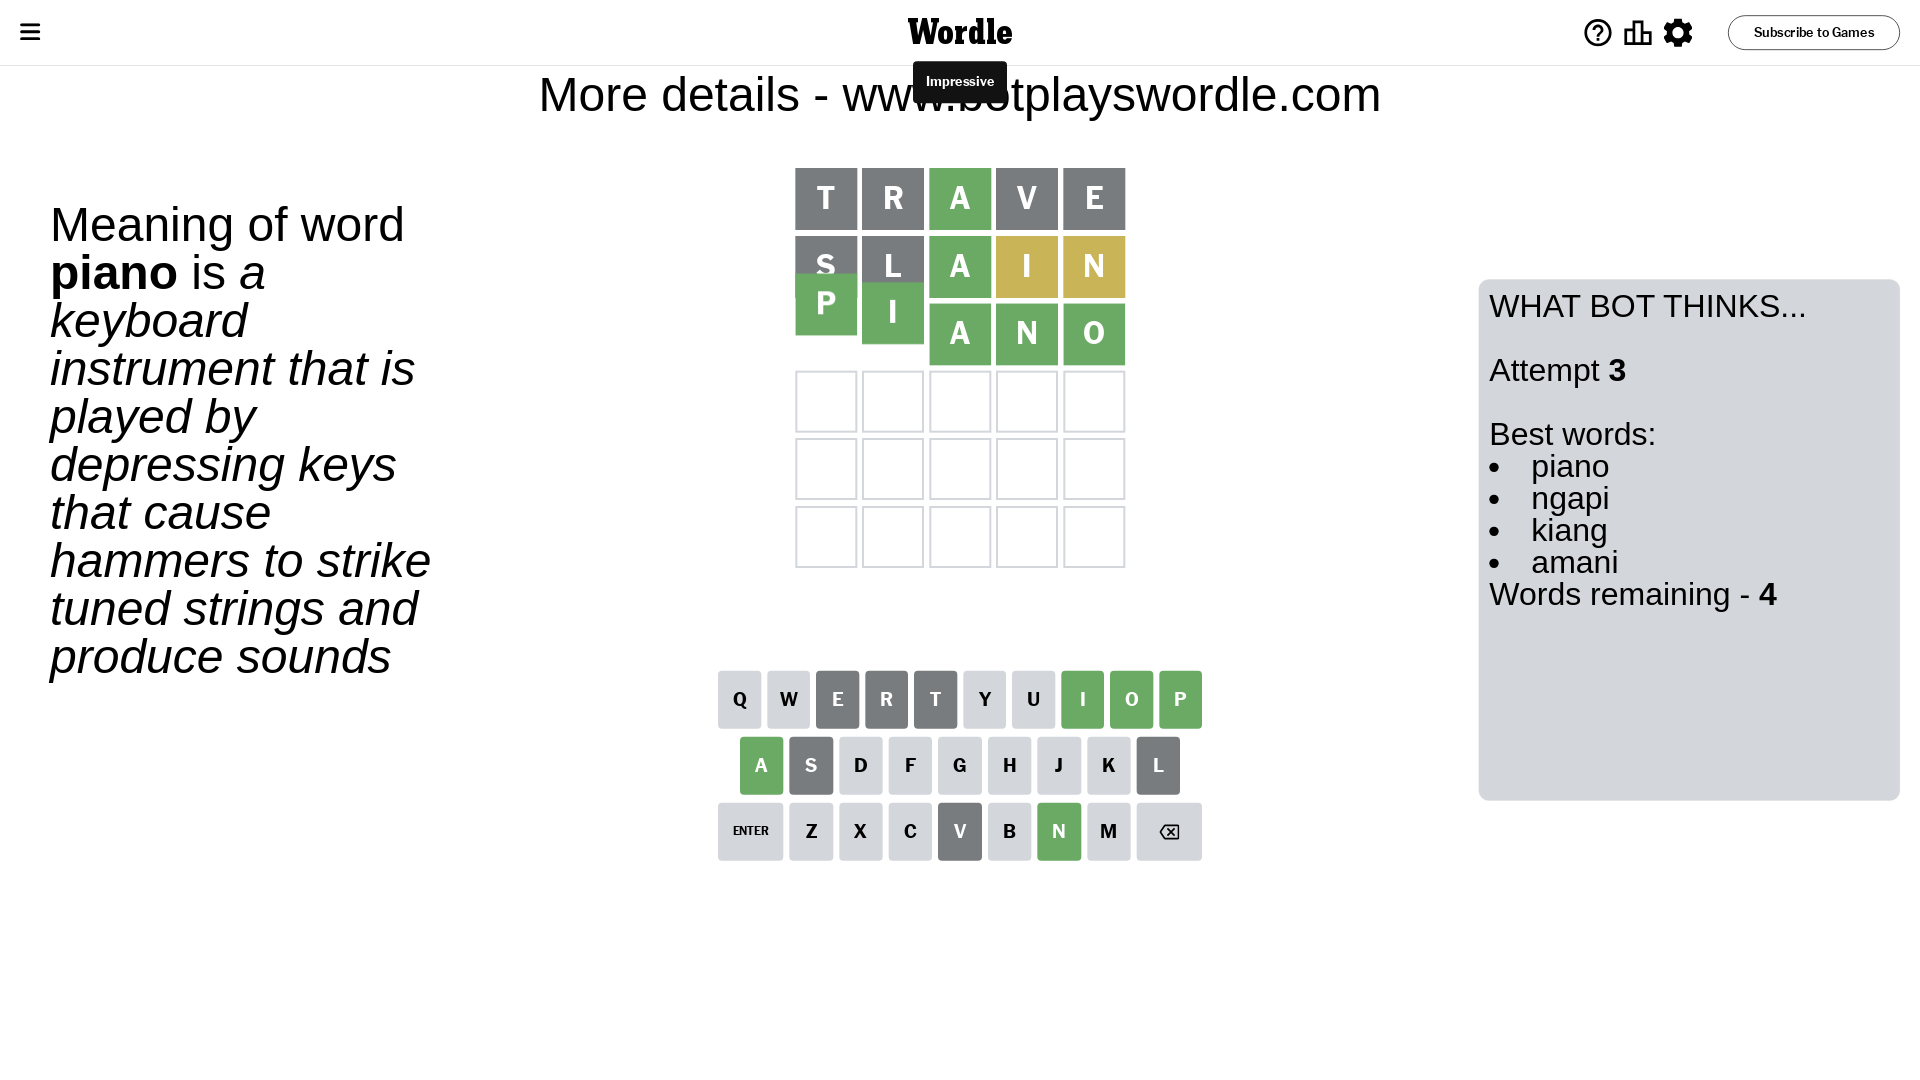 Wordle
Subscribe to Games
Impressive
More details - www.botplayswordle.com
Meaning of word
piano is a
keyboard
instrument that is
played by
depressing keys
that cause
hammers to strike
tuned strings and
produce sounds
T R A V E
S L A I N
P I A N O
WHAT BOT THINKS...
Attempt 3
Best words:
• piano
• ngapi
• kiang
• amani
Words remaining - 4
Q W E R T Y U I O P
A S D F G H J K L
ENTER Z X C V B N M